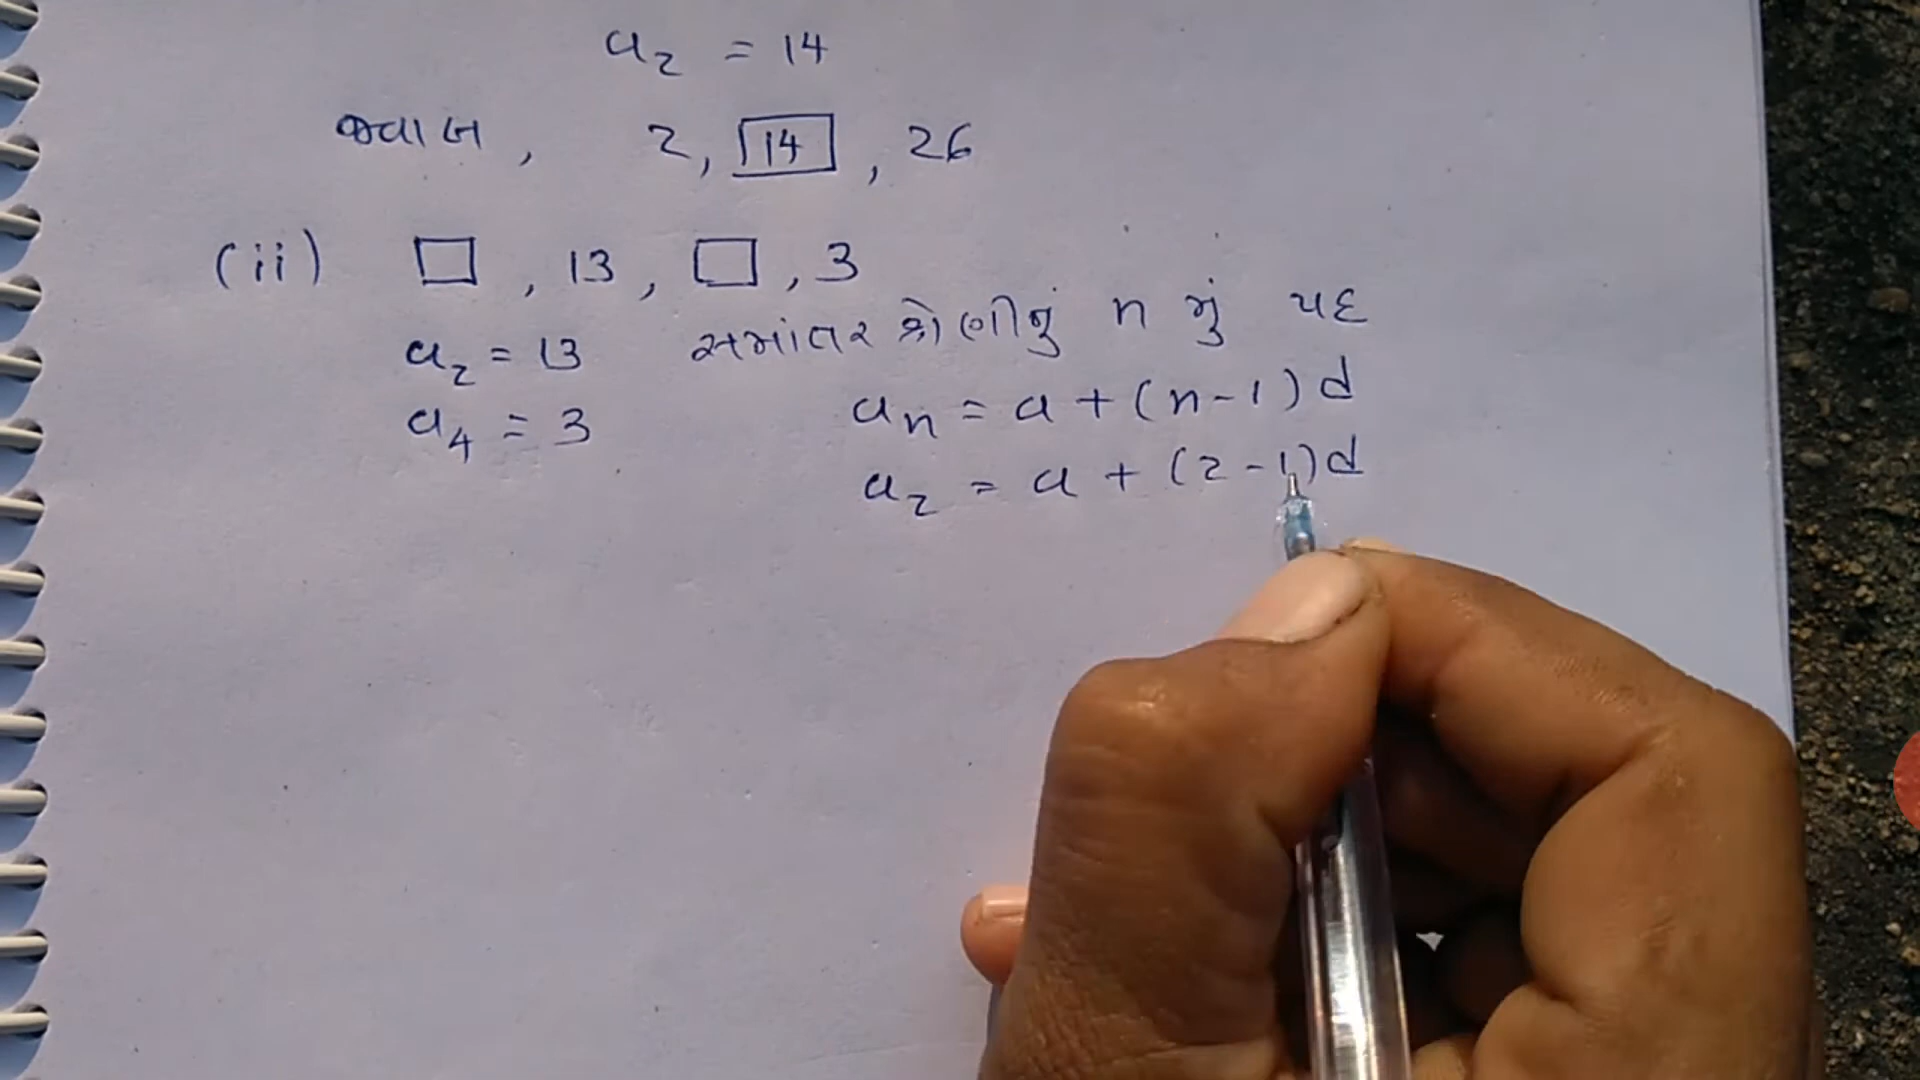 a₂ = 14
જવાબ, 2, 14, 26
(ii) □, 13, □, 3
a₂ = 13 સમાંતર શ્રેણીનું n મું પદ
a₄ = 3 aₙ = a + (n-1)d
a₂ = a + (2-1)d